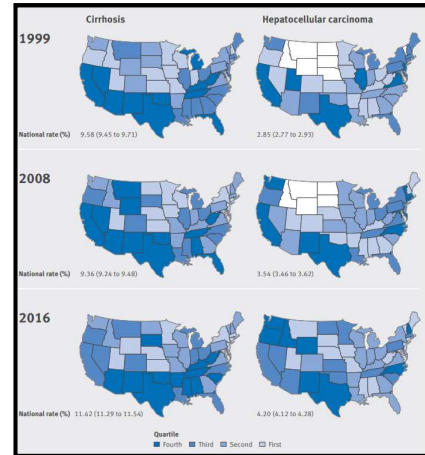 Cirrhosis Hepatocellular carcinoma
1999
National rate (%) 9.58 (9.45 to 9.71) 2.85 (2.77 to 2.93)
2008
National rate (%) 9.36 (9.24 to 9.48) 3.54 (3.46 to 3.62)
2016
National rate (%) 11.42 (11.29 to 11.54) 4.20 (4.12 to 4.28)
Quartile
Fourth Third Second First